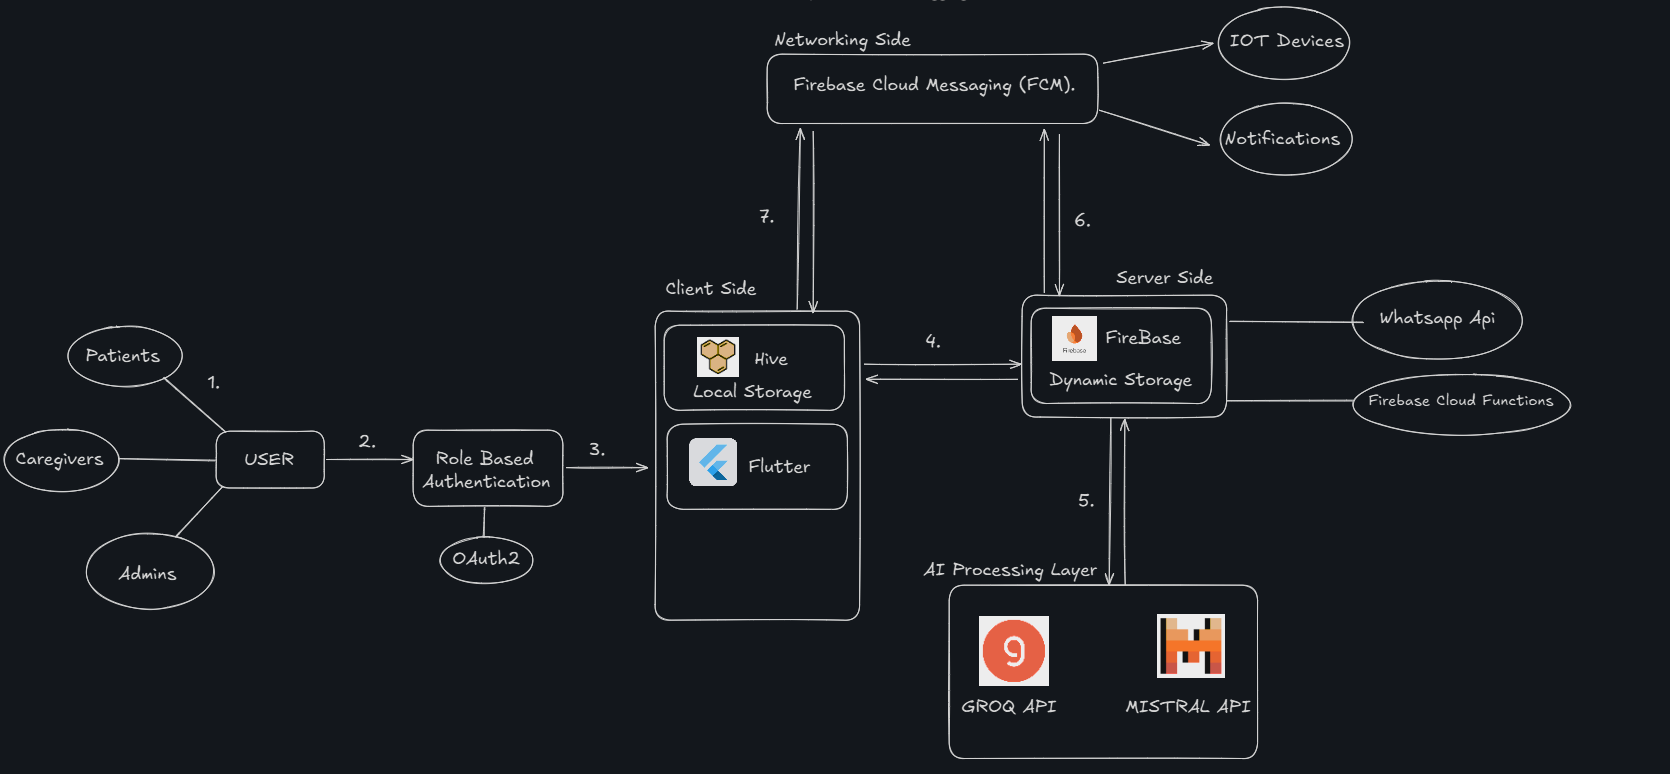 Networking Side
Firebase Cloud Messaging (FCM).
IOT Devices
Notifications
7.
6.
Client Side
Server Side
Hive
Local Storage
Flutter
4.
Firebase
FireBase
Dynamic Storage
Whatsapp Api
Firebase Cloud Functions
Patients
1.
Caregivers
USER
Admins
2.
Role Based
Authentication
OAuth2
3.
5.
AI Processing Layer
g
GROQ API
MISTRAL API